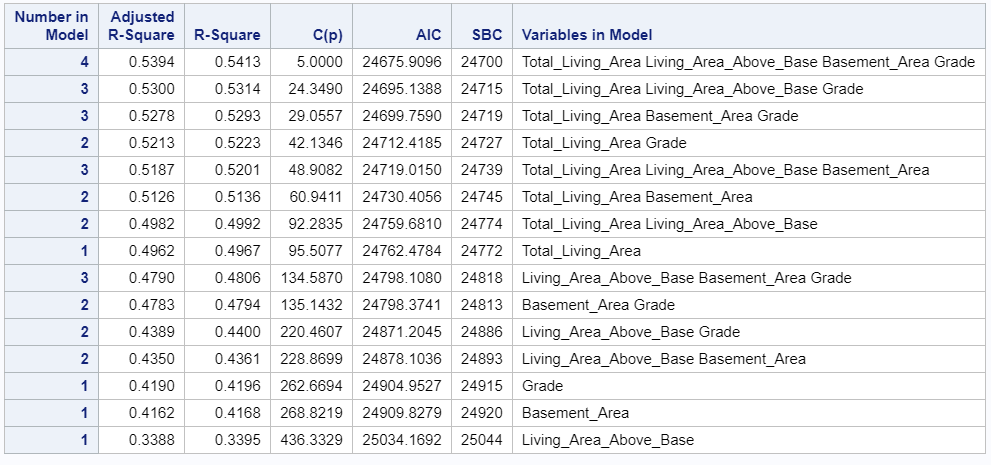 Number in Model Adjusted R-Square R-Square C(p) AIC SBC Variables in Model
4 0.5394 0.5413 5.0000 24675.9096 24700 Total_Living_Area Living_Area_Above_Base Basement_Area Grade
3 0.5300 0.5314 24.3490 24695.1388 24715 Total_Living_Area Living_Area_Above_Base Grade
3 0.5278 0.5293 29.0557 24699.7590 24719 Total_Living_Area Basement_Area Grade
2 0.5213 0.5223 42.1346 24712.4185 24727 Total_Living_Area Grade
3 0.5187 0.5201 48.9082 24719.0150 24739 Total_Living_Area Living_Area_Above_Base Basement_Area
2 0.5126 0.5136 60.9411 24730.4056 24745 Total_Living_Area Basement_Area
2 0.4982 0.4992 92.2835 24759.6810 24774 Total_Living_Area Living_Area_Above_Base
1 0.4962 0.4967 95.5077 24762.4784 24772 Total_Living_Area
3 0.4790 0.4806 134.5870 24798.1080 24818 Living_Area_Above_Base Basement_Area Grade
2 0.4783 0.4794 135.1432 24798.3741 24813 Basement_Area Grade
2 0.4389 0.4400 220.4607 24871.2045 24886 Living_Area_Above_Base Grade
2 0.4350 0.4361 228.8699 24878.1036 24893 Living_Area_Above_Base Basement_Area
1 0.4190 0.4196 262.6694 24904.9527 24915 Grade
1 0.4162 0.4168 268.8219 24909.8279 24920 Basement_Area
1 0.3388 0.3395 436.3329 25034.1692 25044 Living_Area_Above_Base